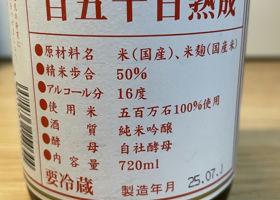 百五十日熟成
●原材料名 米(国産)、米麹(国産米)
●精米歩合 50%
●アルコール分 16度
●使用米 五百万石100%使用
●酒質 純米吟醸
●酵母 自社酵母
●内容量 720ml
要冷蔵 製造年月 25.07.1